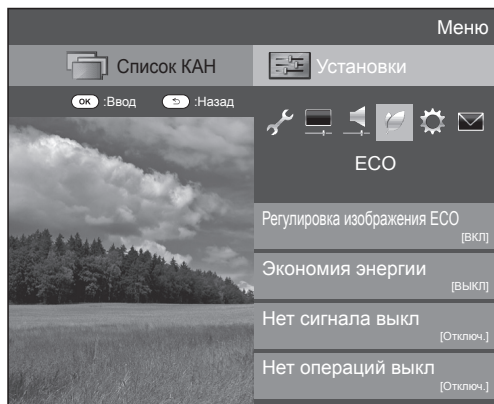 Меню
Список КАН
Установки
OK :Ввод :Назад
ECO
Регулировка изображения ECO
[ВКЛ]
Экономия энергии
[ВЫКЛ]
Нет сигнала выкл
[Отключ.]
Нет операций выкл
[Отключ.]